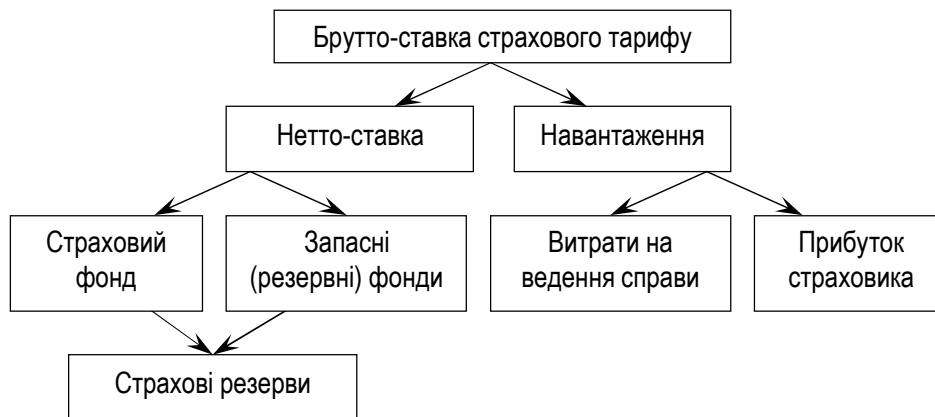 Брутто-ставка страхового тарифу
Нетто-ставка
Навантаження
Страховий
фонд
Запасні
(резервні) фонди
Витрати на
ведення справи
Прибуток
страховика
Страхові резерви